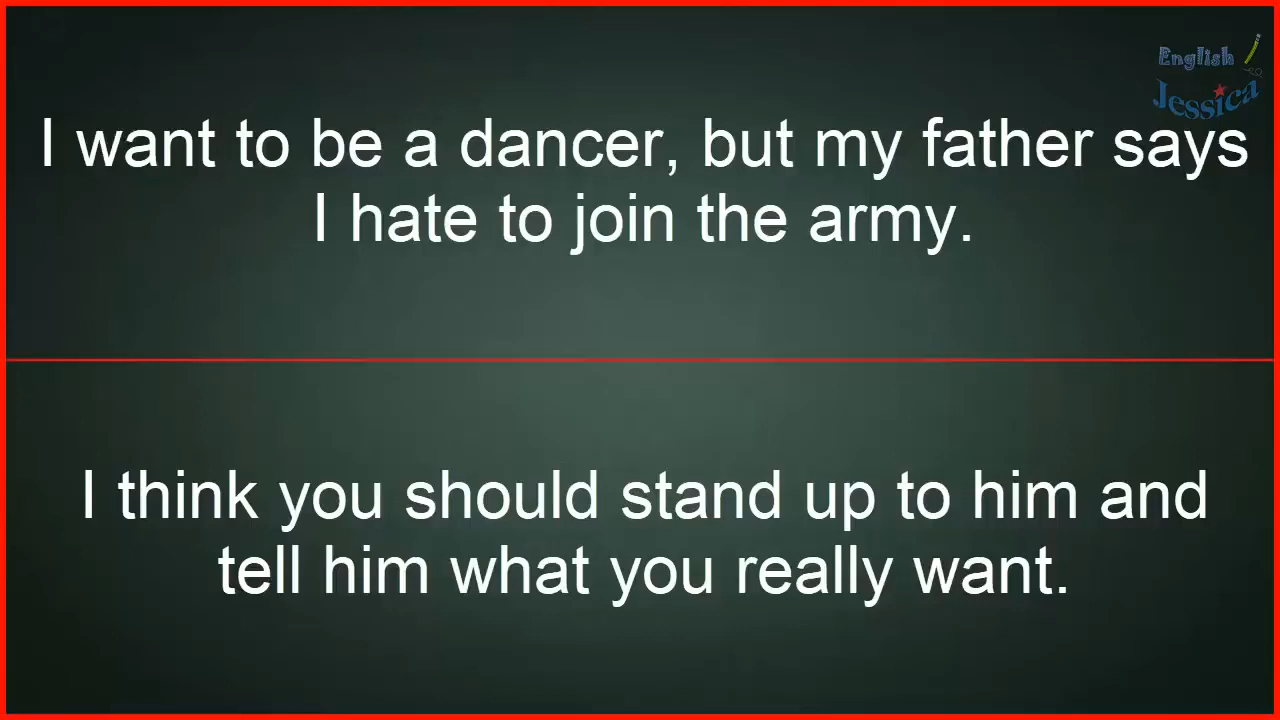 English
Jessica
I want to be a dancer, but my father says
I hate to join the army.
I think you should stand up to him and
tell him what you really want.